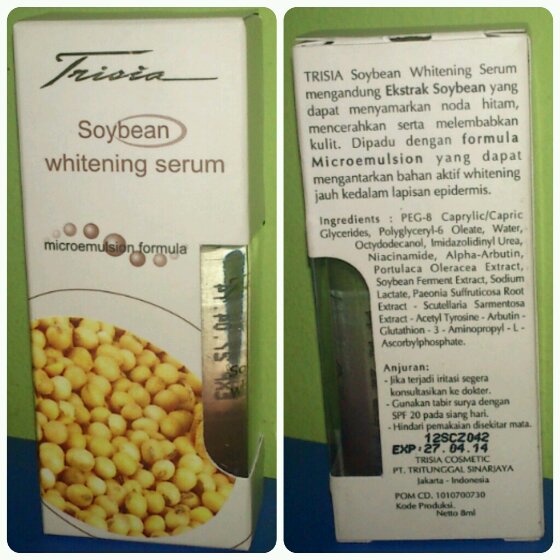 Trisia
Soybean
whitening serum
microemulsion formula
TRISIA Soybean Whitening Serum
mengandung Ekstrak Soybean yang
dapat menyamarkan noda hitam,
mencerahkan serta melembabkan
kulit. Dipadu dengan formula
Microemulsion yang dapat
mengantarkan bahan aktif whitening
jauh kedalam lapisan epidermis.
Ingredients : PEG-8 Caprylic/Capric
Glycerides, Polyglyceryl-6 Oleate, Water,
Octydodecanol, Imidazolidinyl Urea,
Niacinamide, Alpha-Arbutin,
Portulaca Oleracea Extract,
Soybean Ferment Extract, Sodium
Lactate, Paeonia Suffruticosa Root
Extract - Scutellaria Sarmentosa
Extract - Acetyl Tyrosine - Arbutin -
Glutathion - 3 - Aminopropyl - L -
Ascorbylphosphate.
Anjuran:
- Jika terjadi iritasi segera
konsultasikan ke dokter.
- Gunakan tabir surya dengan
SPF 20 pada siang hari.
- Hindari pemakaian disekitar mata.
12SCZ042
EXP:27.04.14
TRISIA COSMETIC
PT. TRITUNGGAL SINARJAYA
Jakarta - Indonesia
POM CD. 1010700730
Kode Produksi.
Netto 8ml